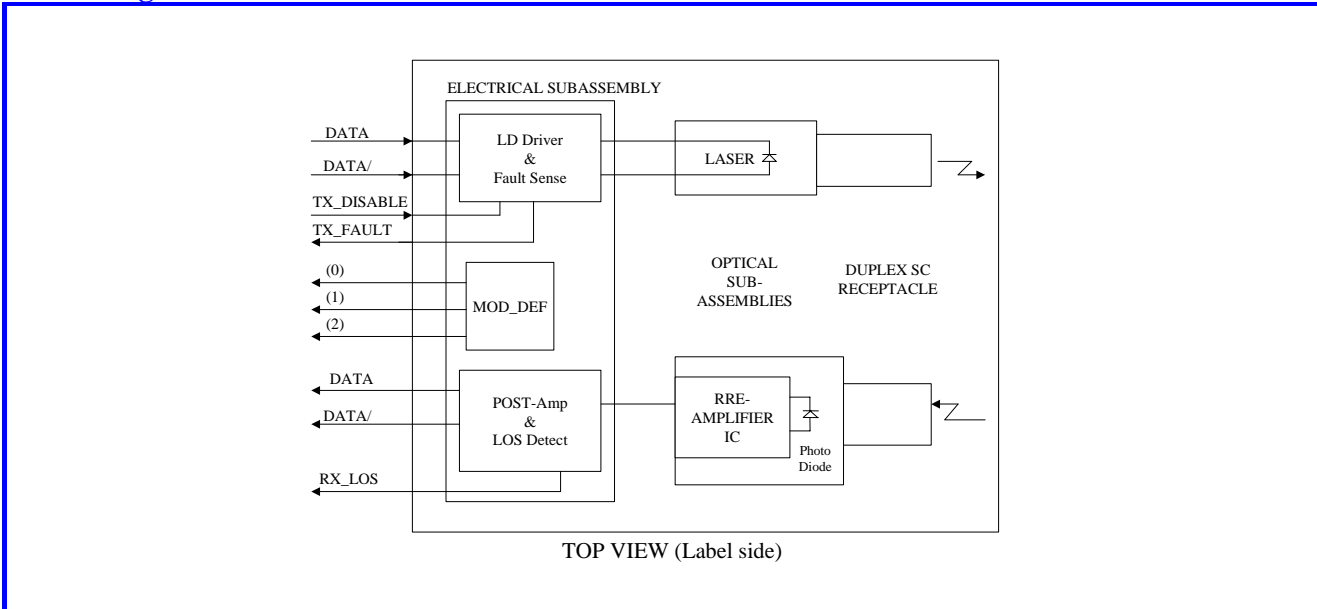 ELECTRICAL SUBASSEMBLY
DATA
DATA/
TX_DISABLE
TX_FAULT
LD Driver
&
Fault Sense
LASER
(0)
(1)
(2)
MOD_DEF
OPTICAL
SUB-
ASSEMBLIES
DUPLEX SC
RECEPTACLE
DATA
DATA/
RX_LOS
POST-Amp
&
LOS Detect
RRE-
AMPLIFIER
IC
Photo
Diode
TOP VIEW (Label side)